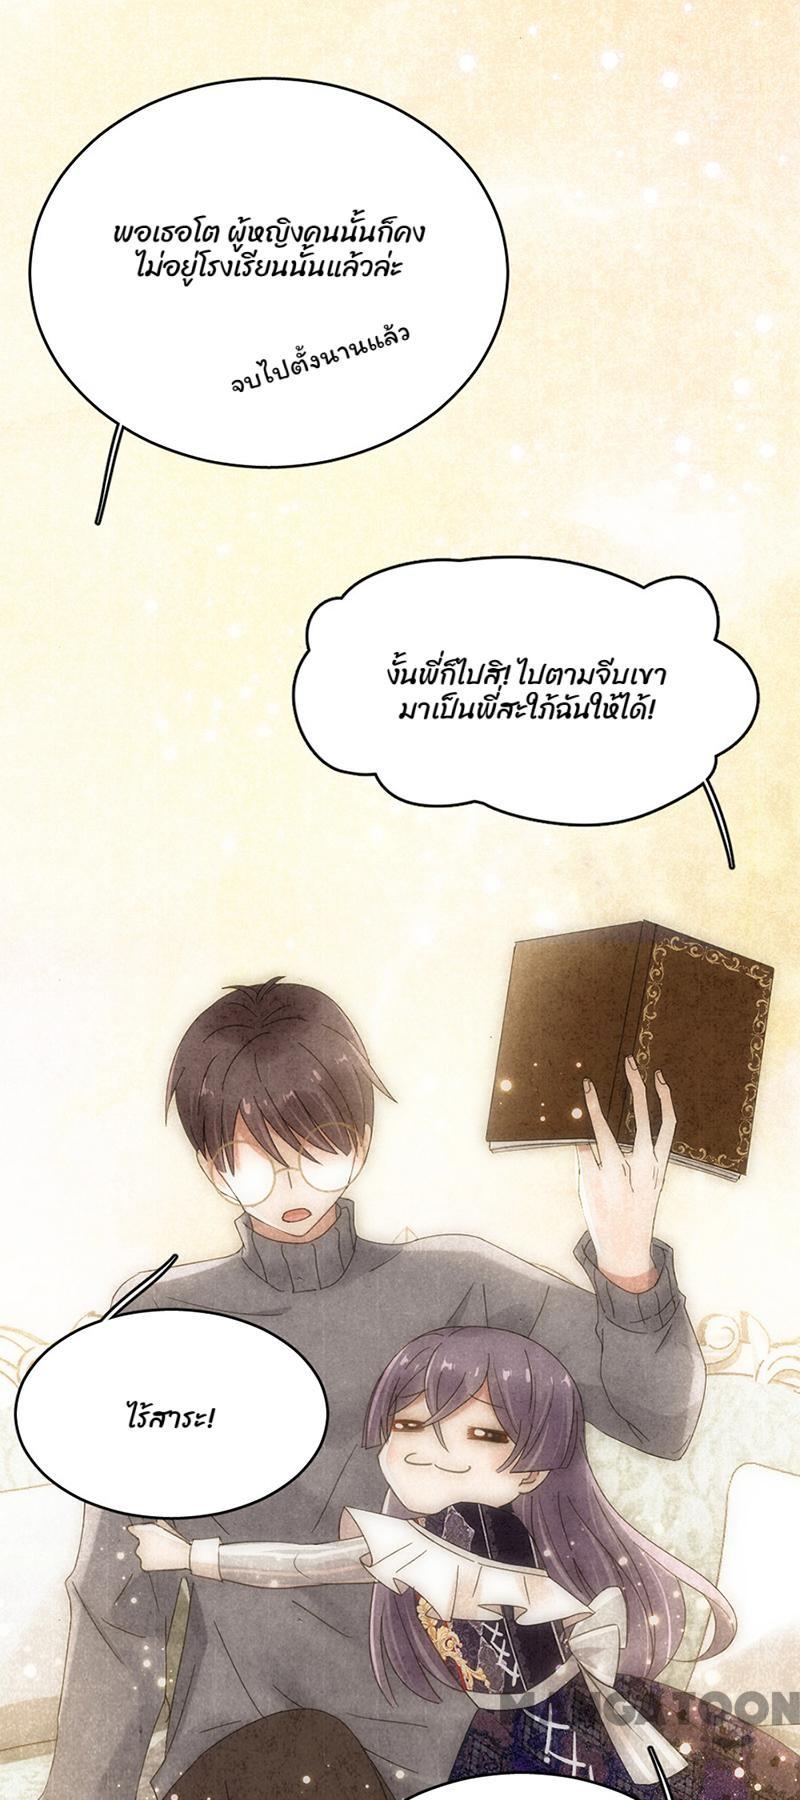 พอเธอโต ผู้หญิงคนนั้นก็คง
ไม่อยู่โรงเรียนนั้นแล้วล่ะ
จบไปตั้งนานแล้ว
งั้นพี่ก็ไปสิ! ไปตามจีบเขา
มาเป็นพี่สะใภ้ฉันให้ได้!
ไร้สาระ!
MANGATOON